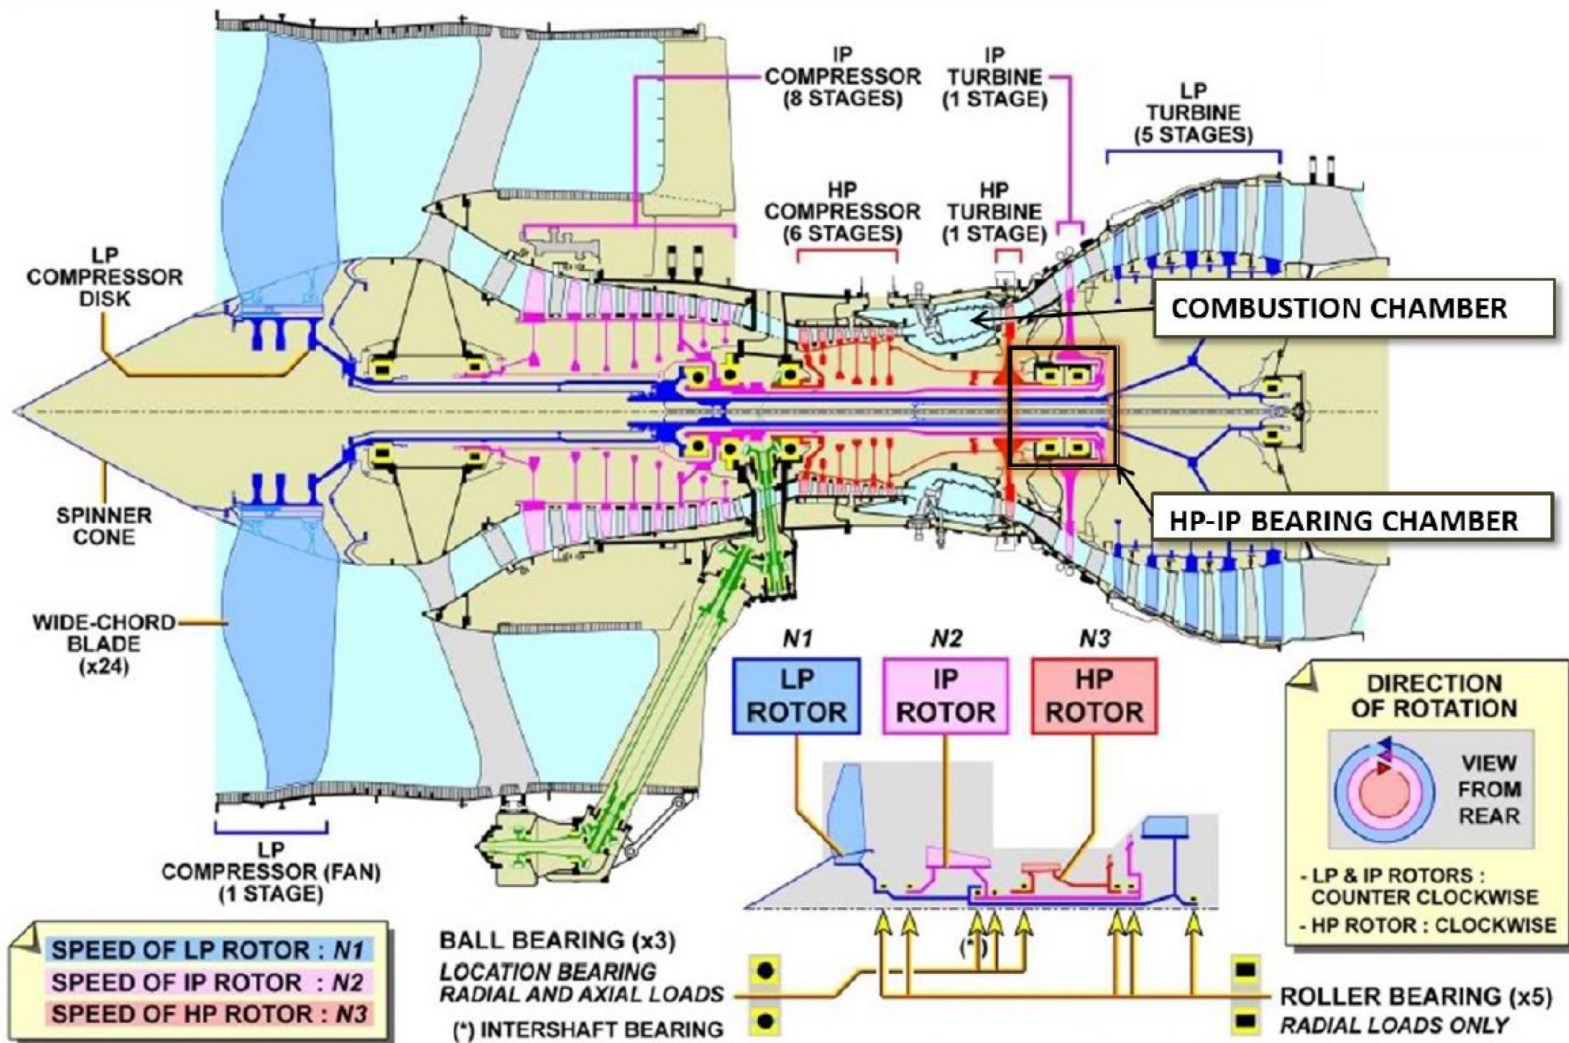 IP
COMPRESSOR
(8 STAGES)
IP
TURBINE
(1 STAGE)
LP
TURBINE
(5 STAGES)
HP
COMPRESSOR
(6 STAGES)
HP
TURBINE
(1 STAGE)
LP
COMPRESSOR
DISK
COMBUSTION CHAMBER
HP-IP BEARING CHAMBER
SPINNER
CONE
WIDE-CHORD
BLADE
(x24)
LP
COMPRESSOR (FAN)
(1 STAGE)
N1
LP
ROTOR
N2
IP
ROTOR
N3
HP
ROTOR
DIRECTION
OF ROTATION
VIEW
FROM
REAR
- LP & IP ROTORS :
COUNTER CLOCKWISE
- HP ROTOR : CLOCKWISE
SPEED OF LP ROTOR : N1
SPEED OF IP ROTOR : N2
SPEED OF HP ROTOR : N3
BALL BEARING (x3)
LOCATION BEARING
RADIAL AND AXIAL LOADS
(*) INTERSHAFT BEARING
(*)
ROLLER BEARING (x5)
RADIAL LOADS ONLY